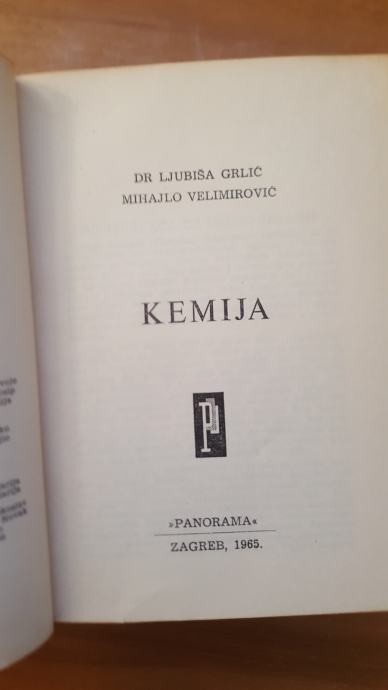 DR LJUBIŠA GRLIĆ
MIHAJLO VELIMIROVIĆ
KEMIJA
»PANORAMA«
ZAGREB, 1965.